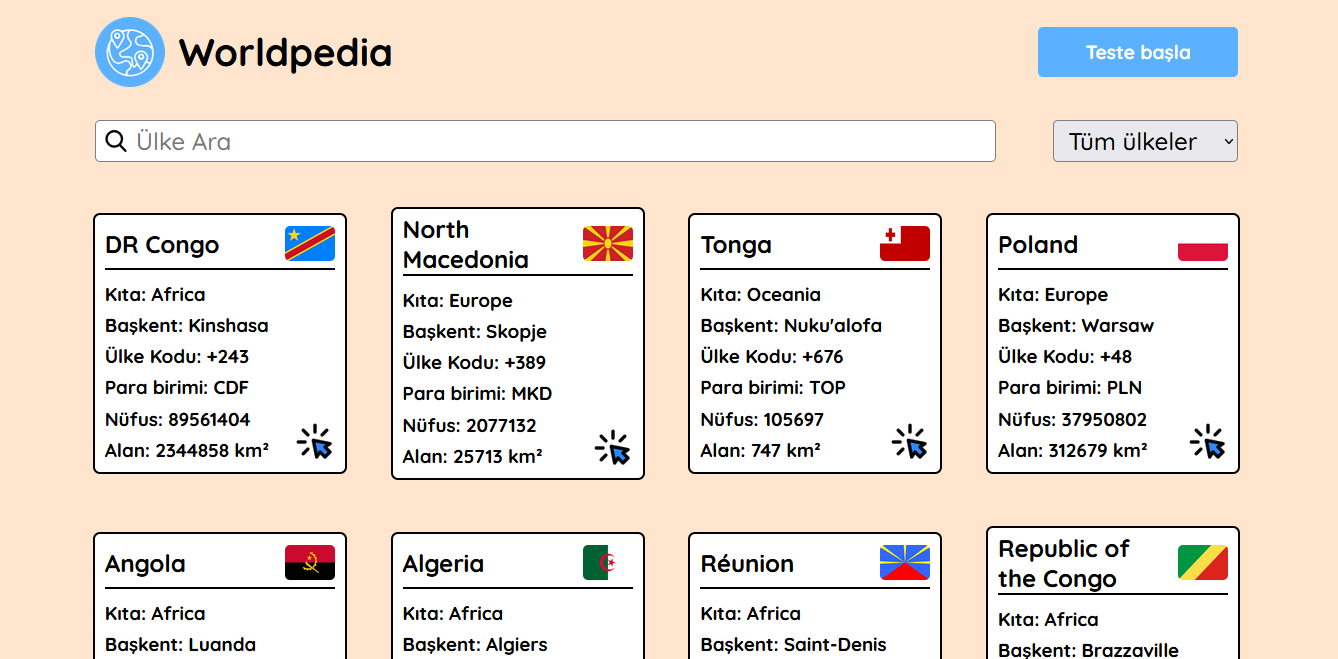 Worldpedia
Teste başla
Ülke Ara
Tüm ülkeler
DR Congo
Kıta: Africa
Başkent: Kinshasa
Ülke Kodu: +243
Para birimi: CDF
Nüfus: 89561404
Alan: 2344858 km²
North
Macedonia
Kıta: Europe
Başkent: Skopje
Ülke Kodu: +389
Para birimi: MKD
Nüfus: 2077132
Alan: 25713 km²
Tonga
Kıta: Oceania
Başkent: Nuku'alofa
Ülke Kodu: +676
Para birimi: TOP
Nüfus: 105697
Alan: 747 km²
Poland
Kıta: Europe
Başkent: Warsaw
Ülke Kodu: +48
Para birimi: PLN
Nüfus: 37950802
Alan: 312679 km²
Angola
Kıta: Africa
Başkent: Luanda
Algeria
Kıta: Africa
Başkent: Algiers
Réunion
Kıta: Africa
Başkent: Saint-Denis
Republic of
the Congo
Kıta: Africa
Başkent: Brazzaville